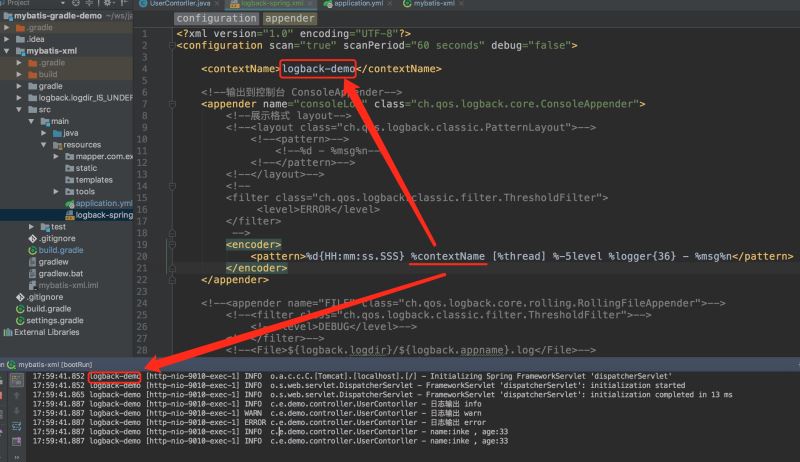 Project
UserContorller.java
logback-spring.xml
application.yml
mybatis-xml
mybatis-gradle-demo ~/ws/ja
.gradle
.idea
mybatis-xml
.gradle
build
gradle
logback.logdir_IS_UNDEF
src
main
java
resources
mapper.com.ex
static
templates
tools
application.yml
logback-spring
test
.gitignore
build.gradle
gradlew
gradlew.bat
mybatis-xml.iml
.gitignore
build.gradle
settings.gradle
External Libraries
configuration appender
1 <?xml version="1.0" encoding="UTF-8"?>
2 <configuration scan="true" scanPeriod="60 seconds" debug="false">
3
4 <contextName>logback-demo</contextName>
5
6 <!--输出到控制台 ConsoleAppender-->
7 <appender name="consoleLog" class="ch.qos.logback.core.ConsoleAppender">
8 <!--展示格式 layout-->
9 <!--<layout class="ch.qos.logback.classic.PatternLayout">-->
10 <!--<pattern>-->
11 <!--%d - %msg%n-->
12 <!--</pattern>-->
13 <!--</layout>-->
14 <!--
15 <filter class="ch.qos.logback.classic.filter.ThresholdFilter">
16 <level>ERROR</level>
17 </filter>
18 -->
19 <encoder>
20 <pattern>%d{HH:mm:ss.SSS} %contextName [%thread] %-5level %logger{36} - %msg%n</pattern>
21 </encoder>
22 </appender>
23
24 <!--<appender name="FILE" class="ch.qos.logback.core.rolling.RollingFileAppender">-->
25 <!--<filter class="ch.qos.logback.classic.filter.ThresholdFilter">-->
26 <!--<level>DEBUG</level>-->
27 <!--</filter>-->
28 <!--<File>${logback.logdir}/${logback.appname}.log</File>-->
on mybatis-xml [bootRun]
17:59:41.852 logback-demo [http-nio-9010-exec-1] INFO o.a.c.c.C.[Tomcat].[localhost].[/] - Initializing Spring FrameworkServlet 'dispatcherServlet'
17:59:41.852 logback-demo [http-nio-9010-exec-1] INFO o.s.web.servlet.DispatcherServlet - FrameworkServlet 'dispatcherServlet': initialization started
17:59:41.865 logback-demo [http-nio-9010-exec-1] INFO o.s.web.servlet.DispatcherServlet - FrameworkServlet 'dispatcherServlet': initialization completed in 13 ms
17:59:41.887 logback-demo [http-nio-9010-exec-1] INFO c.e.demo.controller.UserContorller - 日志输出 info
17:59:41.887 logback-demo [http-nio-9010-exec-1] WARN c.e.demo.controller.UserContorller - 日志输出 warn
17:59:41.887 logback-demo [http-nio-9010-exec-1] ERROR c.e.demo.controller.UserContorller - 日志输出 error
17:59:41.887 logback-demo [http-nio-9010-exec-1] INFO c.e.demo.controller.UserContorller - name:inke , age:33
17:59:41.887 logback-demo [http-nio-9010-exec-1] INFO c.e.demo.controller.UserContorller - name:inke , age:33